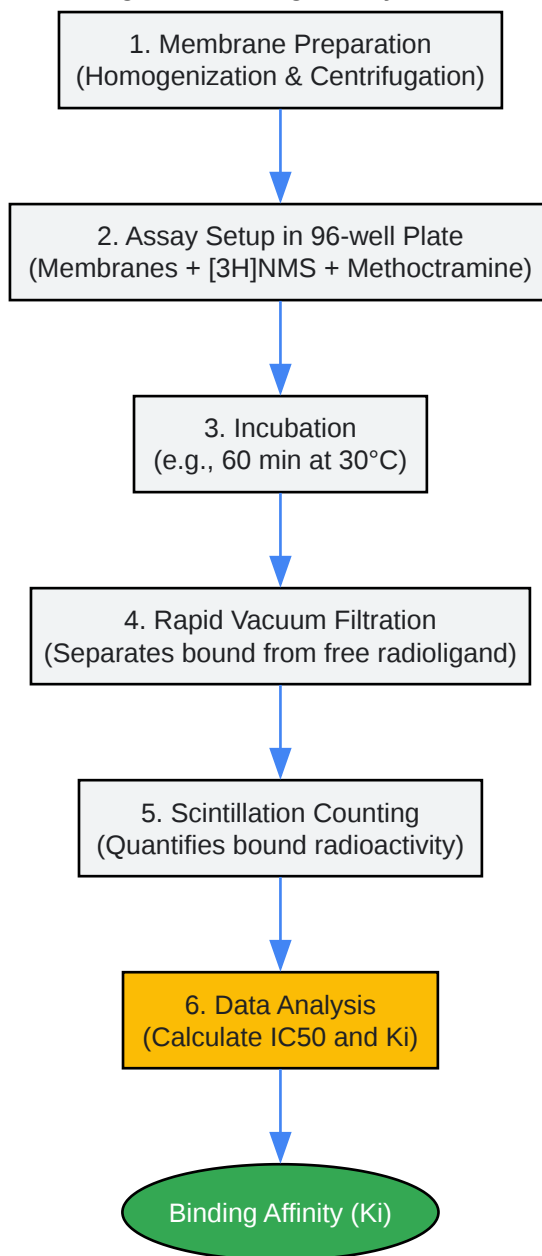 1. Membrane Preparation
(Homogenization & Centrifugation)
2. Assay Setup in 96-well Plate
(Membranes + [3H]NMS + Methoctramine)
3. Incubation
(e.g., 60 min at 30°C)
4. Rapid Vacuum Filtration
(Separates bound from free radioligand)
5. Scintillation Counting
(Quantifies bound radioactivity)
6. Data Analysis
(Calculate IC50 and Ki)
Binding Affinity (Ki)